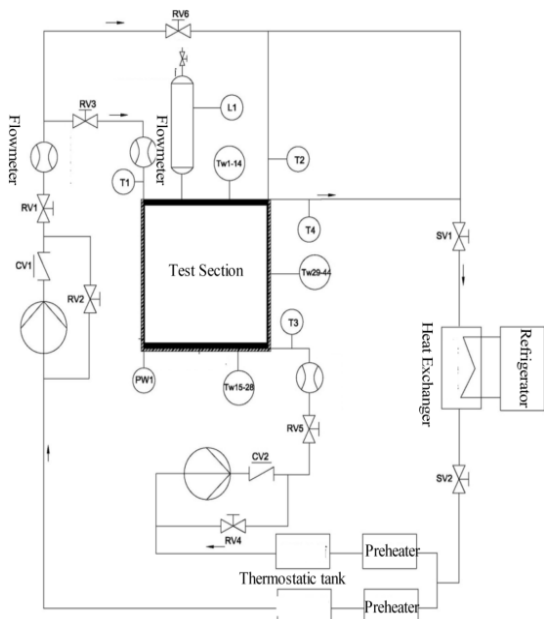 RV6
RV3
L1
Flowmeter
Flowmeter
Tw1-14
T2
T1
RV1
T4
SV1
CV1
RV2
Test Section
Tw29-44
T3
Heat Exchanger
Refrigerator
PW1
Tw15-28
RV5
CV2
SV2
RV4
Preheater
Thermostatic tank
Preheater